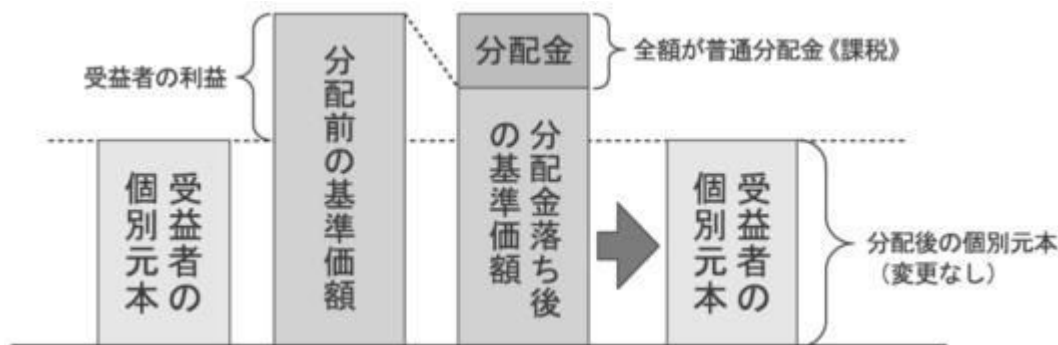 受益者の利益
受益者の
個別元本
分配前の基準価額
分配金
全額が普通分配金《課税》
分配金落ち後
の基準価額
受益者の
個別元本
分配後の個別元本
（変更なし）